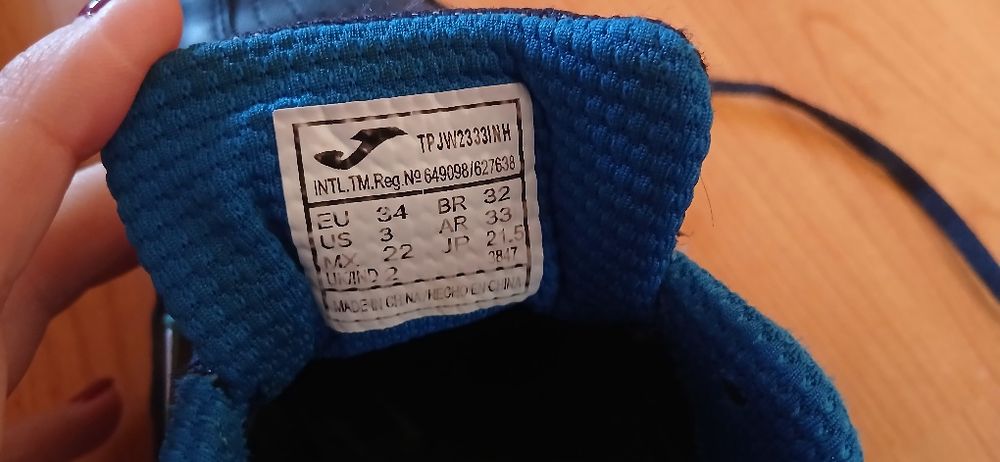 TPJW2333INH
INTL.TM.Reg.Nº 649098/627638
EU 34 BR 32
US 3 AR 33
MX 22 JP 21.5
UK/IND 2 3847
MADE IN CHINA/HECHO EN CHINA